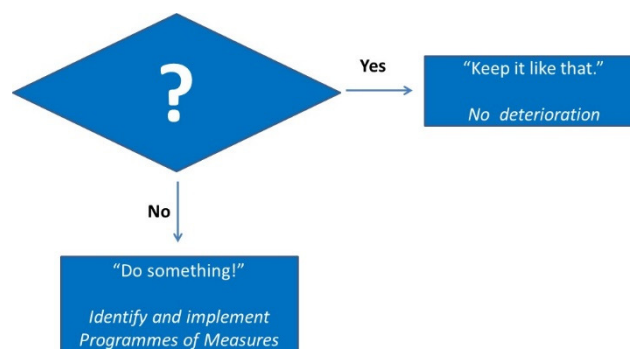 ?
Yes
“Keep it like that.”
No deterioration
No
“Do something!”
Identify and implement
Programmes of Measures